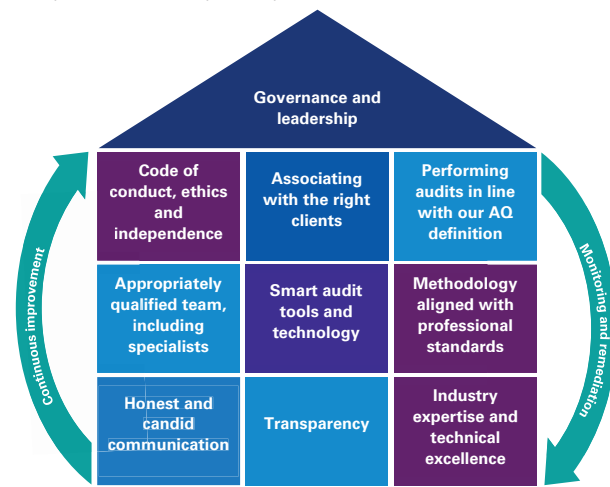 Governance and
leadership
Code of
conduct, ethics
and
independence
Associating
with the right
clients
Performing
audits in line
with our AQ
definition
Appropriately
qualified team,
including
specialists
Smart audit
tools and
technology
Methodology
aligned with
professional
standards
Honest and
candid
communication
Transparency
Industry
expertise and
technical
excellence
Continuous improvement
Monitoring and remediation